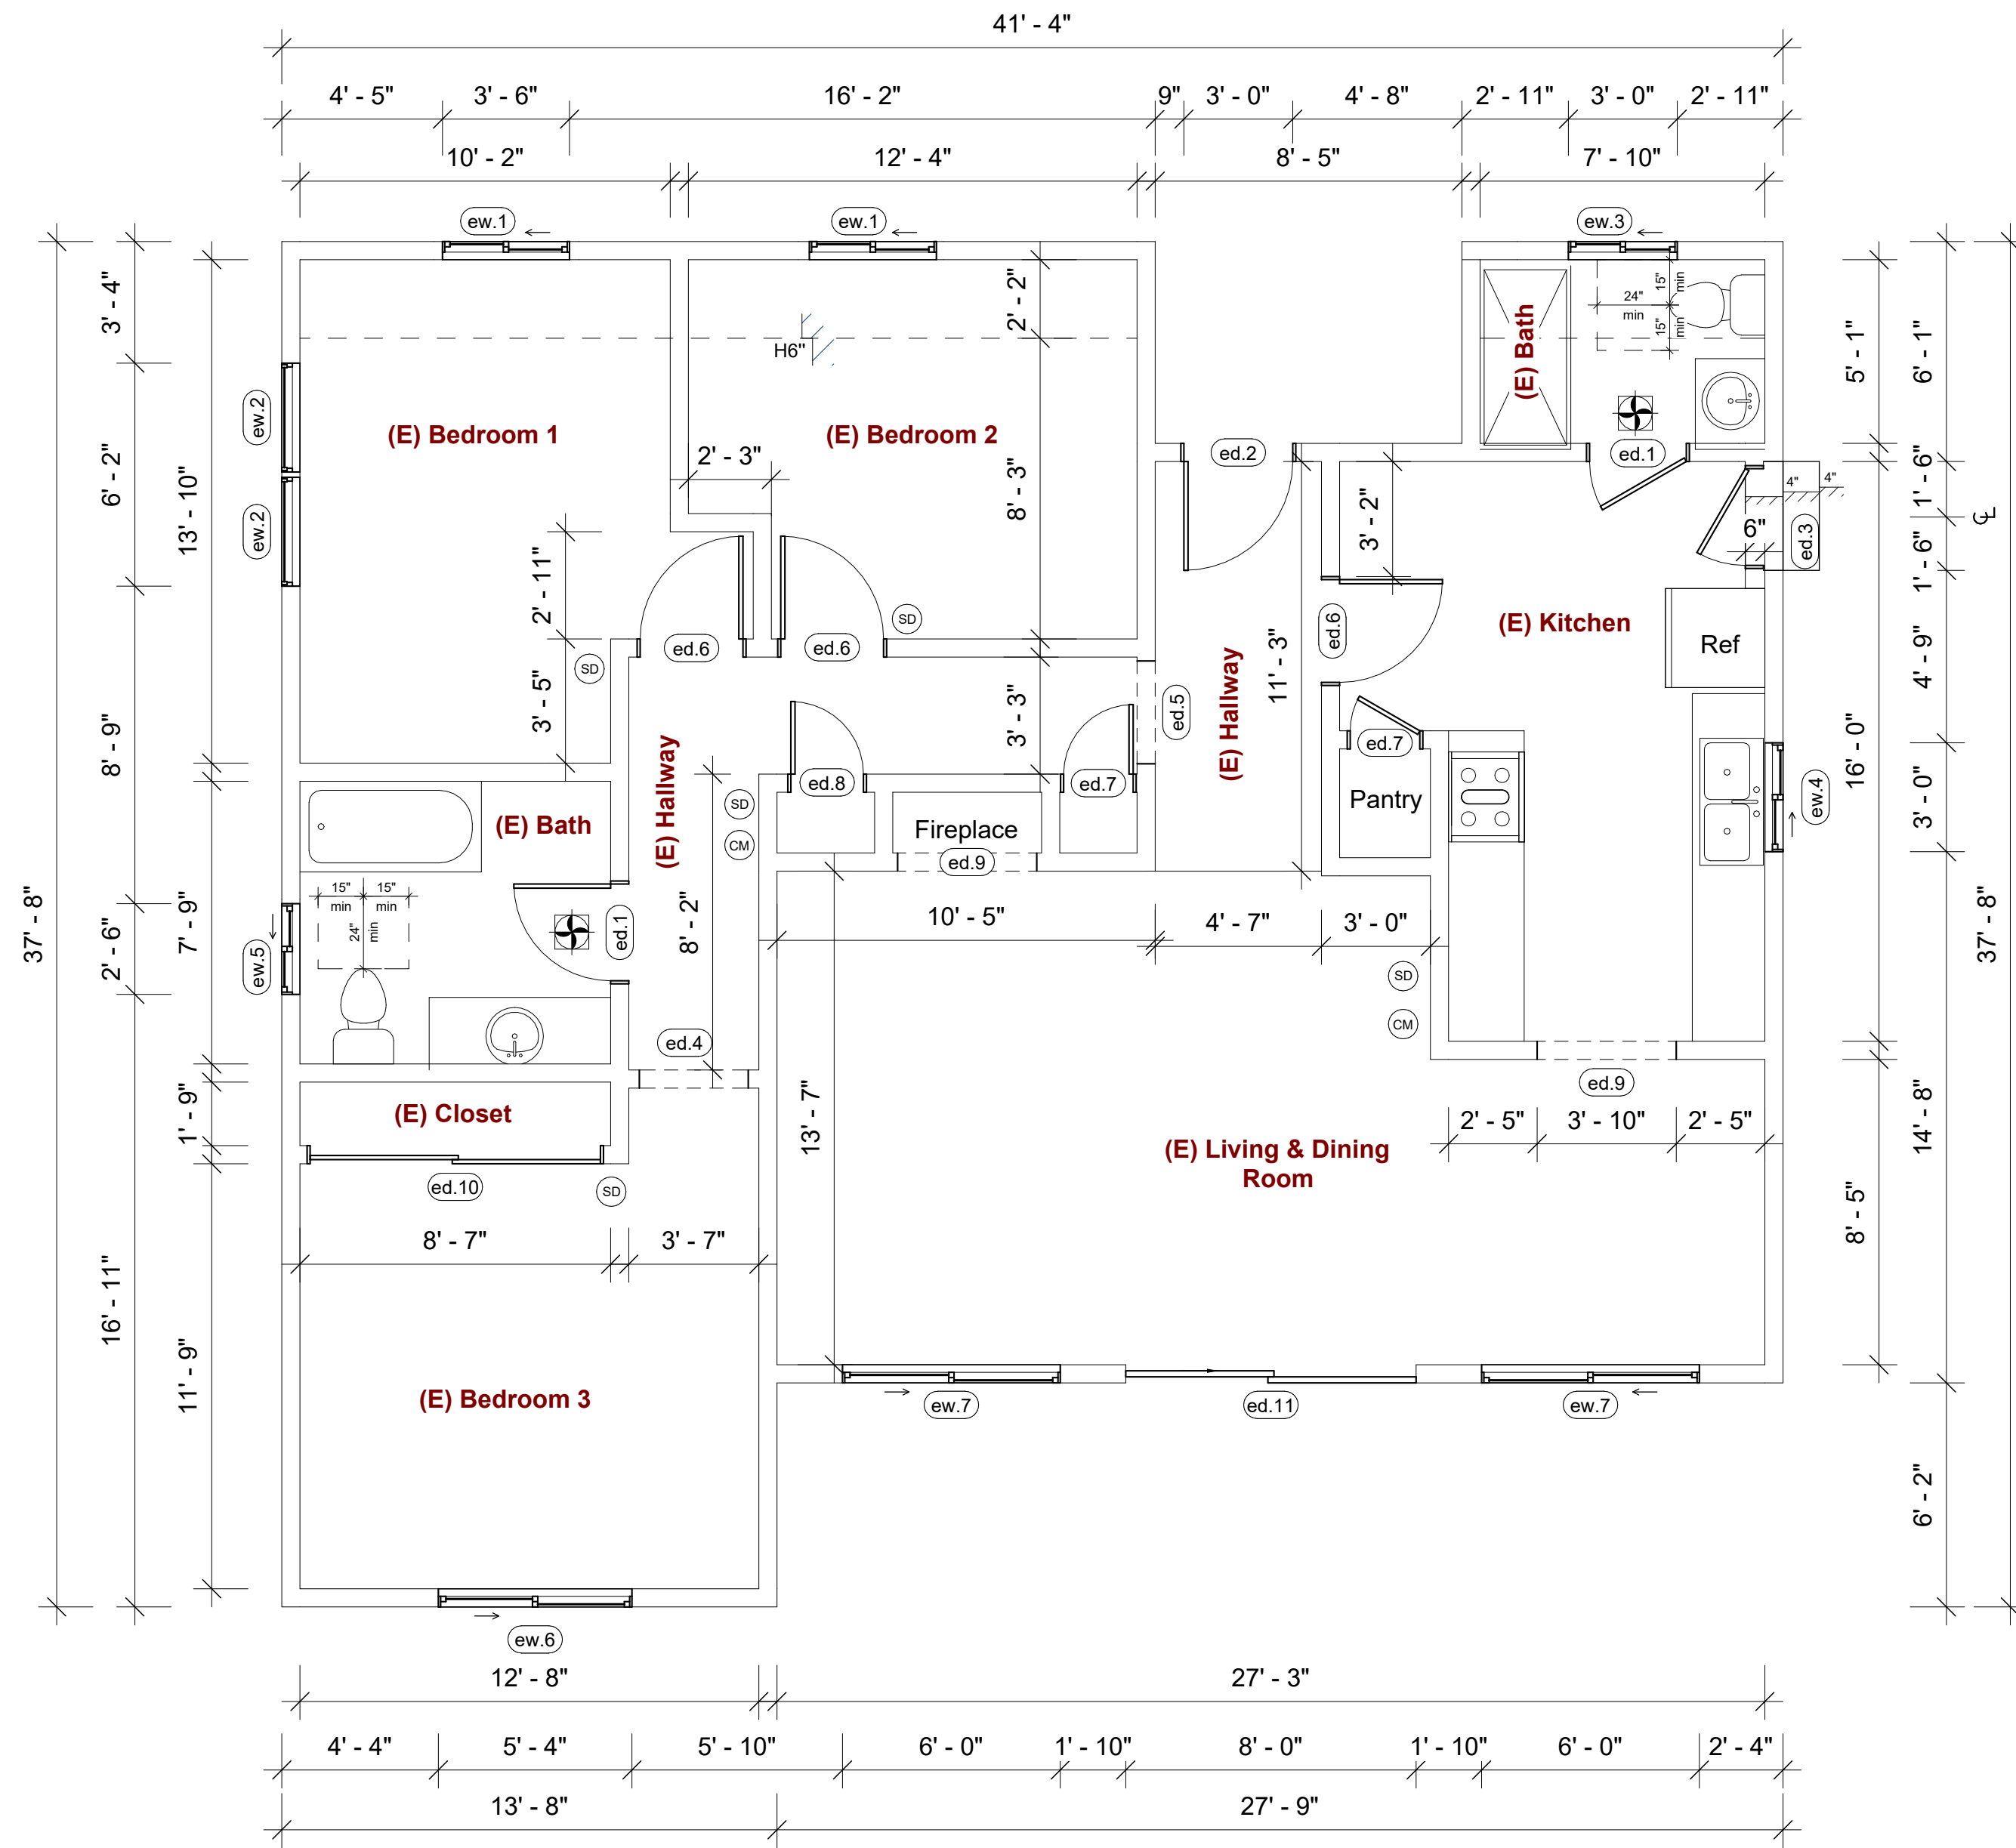 41' - 4"
4' - 5" 3' - 6" 16' - 2" 9" 3' - 0" 4' - 8" 2' - 11" 3' - 0" 2' - 11"
10' - 2" 12' - 4" 8' - 5" 7' - 10"
ew.1 ew.1 ew.3
37' - 8"
3' - 4"
6' - 2"
8' - 9"
2' - 6"
16' - 11"
13' - 10"
7' - 9"
1' - 9"
11' - 9"
ew.2
ew.2
ew.5
(E) Bedroom 1
2' - 11"
3' - 5"
SD
ed.6
2' - 3"
H6"
(E) Bedroom 2
2' - 2"
8' - 3"
3' - 3"
SD
ed.6
ed.2
ed.5
(E) Hallway
11' - 3"
(E) Bath
15"
min
24"
min
15"
min
ed.1
4"
4"
6"
ed.3
3' - 2"
ed.6
(E) Kitchen
Ref
ed.7
Pantry
ew.4
5' - 1"
16' - 0"
8' - 5"
6' - 1"
1' - 6"
1' - 6"
4' - 9"
3' - 0"
14' - 8"
6' - 2"
℄
37' - 8"
(E) Bath
15"
min
15"
min
24"
min
ed.1
(E) Hallway
SD
CM
8' - 2"
ed.4
ed.8
Fireplace
ed.9
ed.7
10' - 5" 4' - 7" 3' - 0"
SD
CM
13' - 7"
(E) Closet
ed.10
SD
8' - 7" 3' - 7"
(E) Bedroom 3
(E) Living & Dining
Room
ed.9
2' - 5" 3' - 10" 2' - 5"
ew.7 ed.11 ew.7
ew.6
12' - 8" 27' - 3"
4' - 4" 5' - 4" 5' - 10" 6' - 0" 1' - 10" 8' - 0" 1' - 10" 6' - 0" 2' - 4"
13' - 8" 27' - 9"